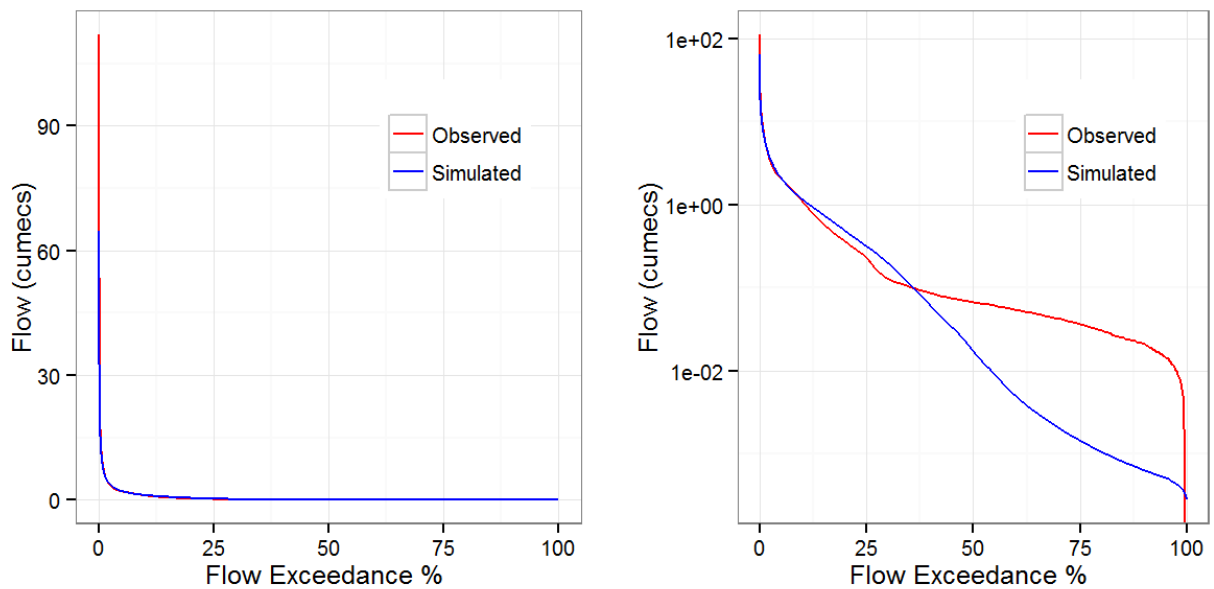 Flow (cumecs)
90
60
30
0
Observed
Simulated
0 25 50 75 100
Flow Exceedance %
Flow (cumecs)
1e+02
1e+00
1e-02
Observed
Simulated
0 25 50 75 100
Flow Exceedance %